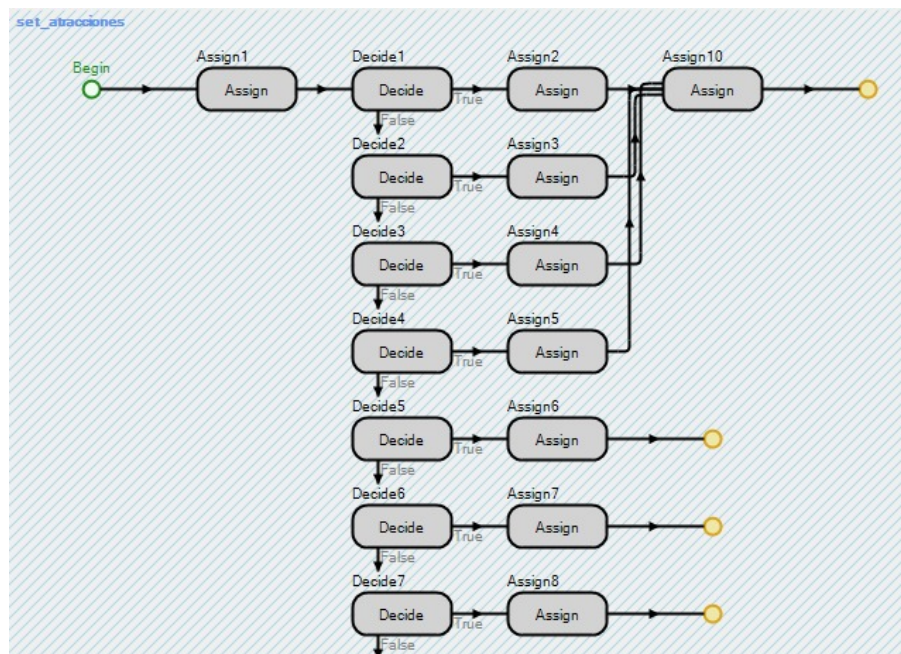 set_atracciones
Assign1 Decide1 Assign2 Assign10
Begin
Assign Decide Assign Assign
True
False
Decide2 Assign3
Decide Assign
True
False
Decide3 Assign4
Decide Assign
True
False
Decide4 Assign5
Decide Assign
True
False
Decide5 Assign6
Decide Assign
True
False
Decide6 Assign7
Decide Assign
True
False
Decide7 Assign8
Decide Assign
True
False